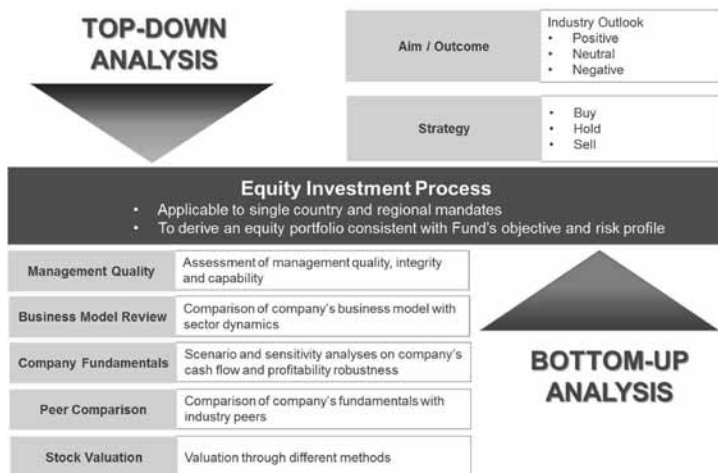 TOP-DOWN
ANALYSIS
Aim / Outcome
Industry Outlook
• Positive
• Neutral
• Negative
Strategy
• Buy
• Hold
• Sell
Equity Investment Process
• Applicable to single country and regional mandates
• To derive an equity portfolio consistent with Fund's objective and risk profile
Management Quality
Assessment of management quality, integrity
and capability
Business Model Review
Comparison of company's business model with
sector dynamics
Company Fundamentals
Scenario and sensitivity analyses on company's
cash flow and profitability robustness
Peer Comparison
Comparison of company's fundamentals with
industry peers
Stock Valuation
Valuation through different methods
BOTTOM-UP
ANALYSIS